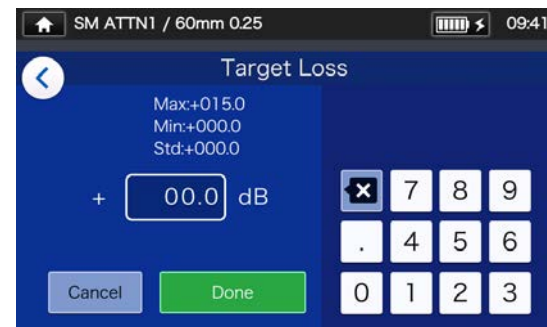 SM ATTN1 / 60mm 0.25 09:41
Target Loss
Max:+015.0
Min:+000.0
Std:+000.0
+ 00.0 dB
7 8 9
. 4 5 6
0 1 2 3
Cancel Done